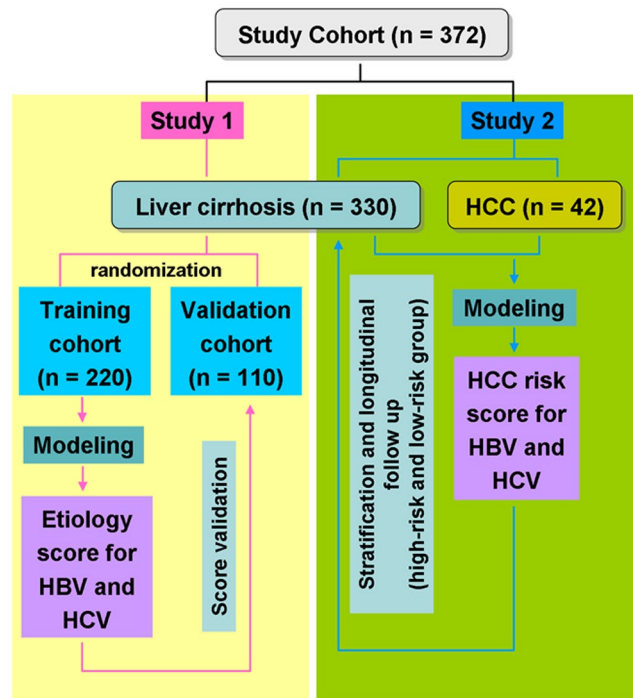 Study Cohort (n = 372)
Study 1
Study 2
Liver cirrhosis (n = 330)
HCC (n = 42)
randomization
Training
cohort
(n = 220)
Validation
cohort
(n = 110)
Modeling
Etiology
score for
HBV and
HCV
Score validation
Stratification and longitudinal
follow up
(high-risk and low-risk group)
Modeling
HCC risk
score for
HBV and
HCV